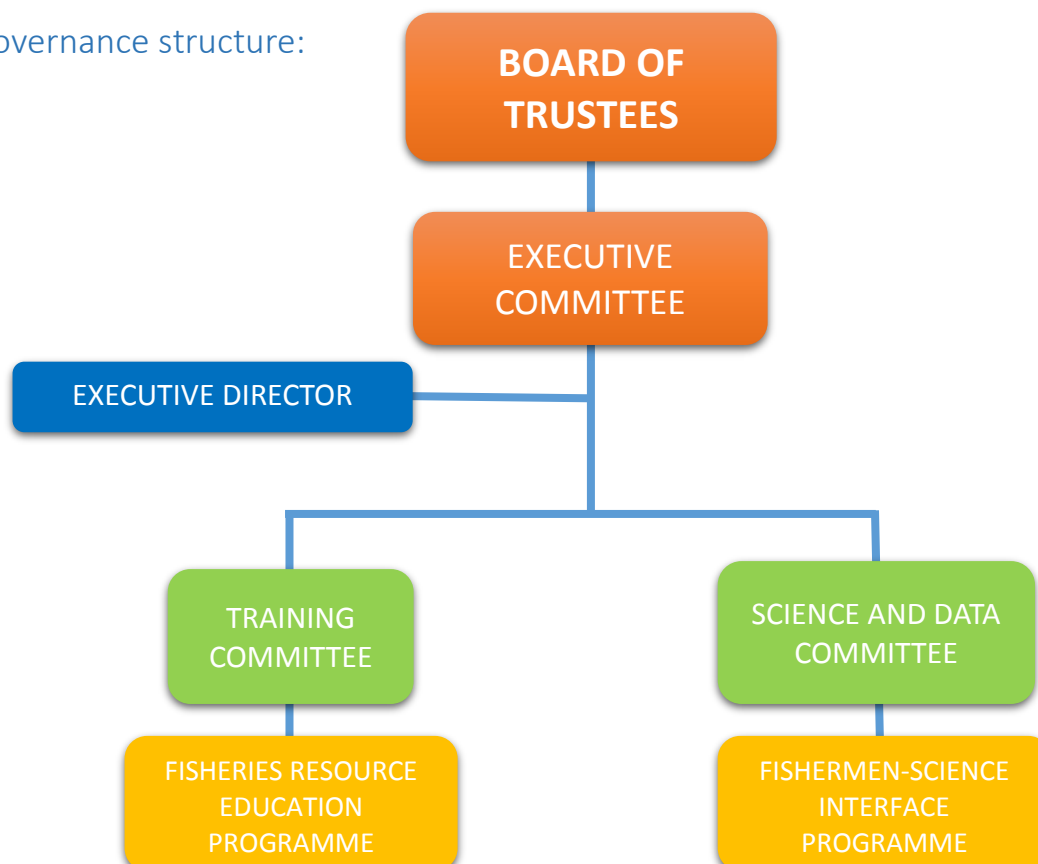 overnance structure:
BOARD OF
TRUSTEES
EXECUTIVE
COMMITTEE
EXECUTIVE DIRECTOR
TRAINING
COMMITTEE
SCIENCE AND DATA
COMMITTEE
FISHERIES RESOURCE
EDUCATION
PROGRAMME
FISHERMEN-SCIENCE
INTERFACE
PROGRAMME